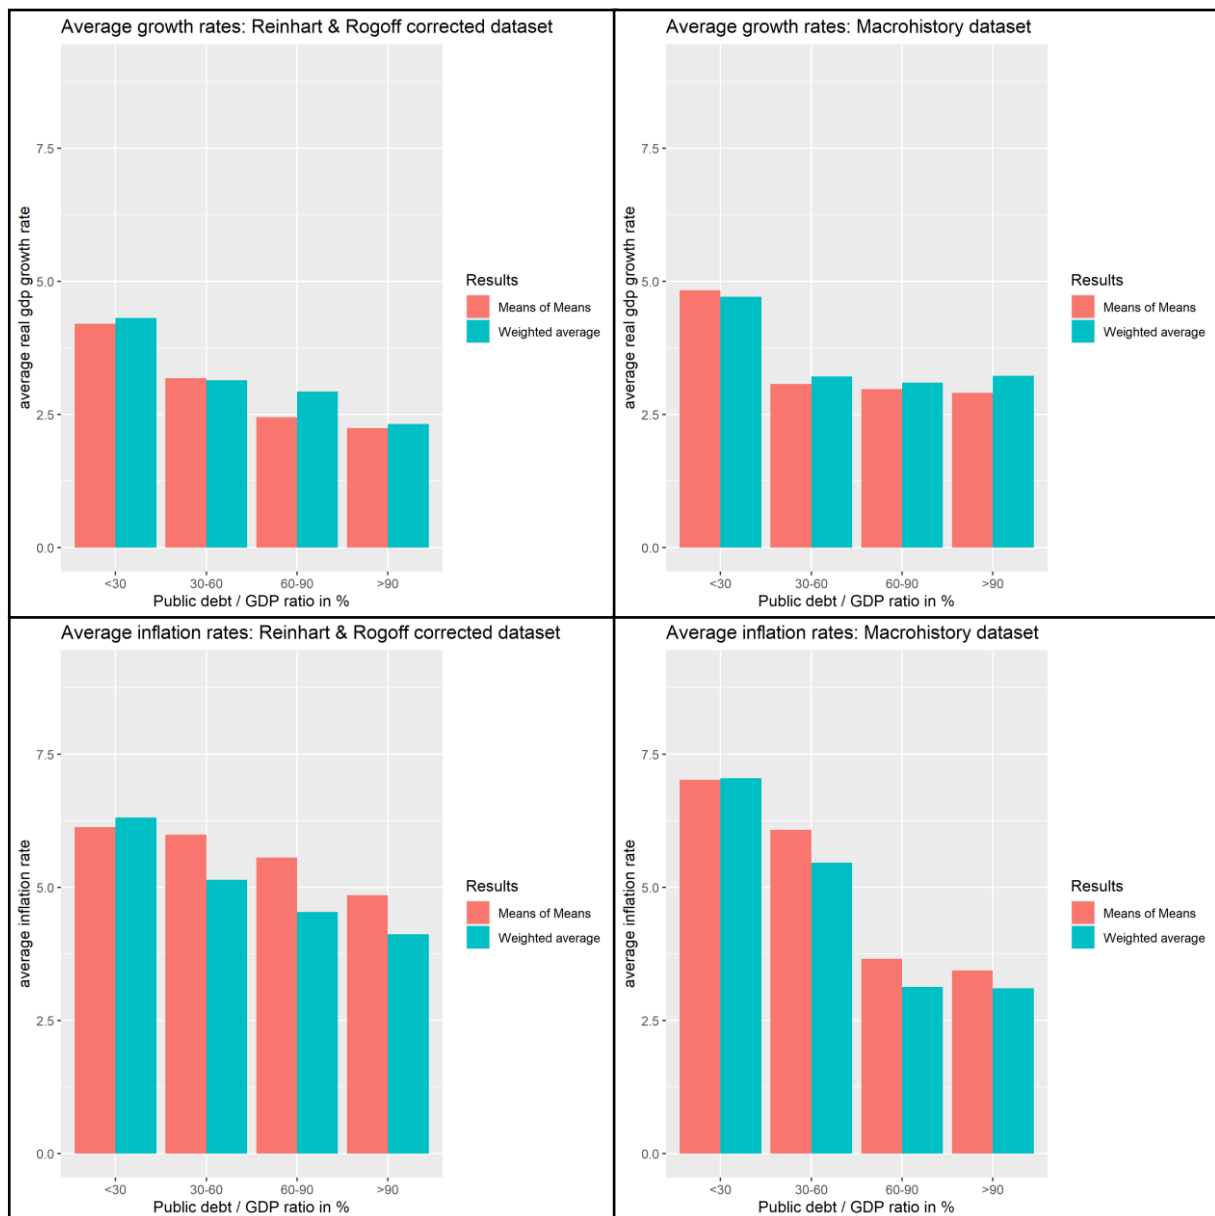 Average growth rates: Reinhart & Rogoff corrected dataset
average real gdp growth rate
7.5
5.0
2.5
0.0
<30 30-60 60-90 >90
Public debt / GDP ratio in %
Results
Means of Means
Weighted average
Average growth rates: Macrohistory dataset
average real gdp growth rate
7.5
5.0
2.5
0.0
<30 30-60 60-90 >90
Public debt / GDP ratio in %
Results
Means of Means
Weighted average
Average inflation rates: Reinhart & Rogoff corrected dataset
average inflation rate
7.5
5.0
2.5
0.0
<30 30-60 60-90 >90
Public debt / GDP ratio in %
Results
Means of Means
Weighted average
Average inflation rates: Macrohistory dataset
average inflation rate
7.5
5.0
2.5
0.0
<30 30-60 60-90 >90
Public debt / GDP ratio in %
Results
Means of Means
Weighted average